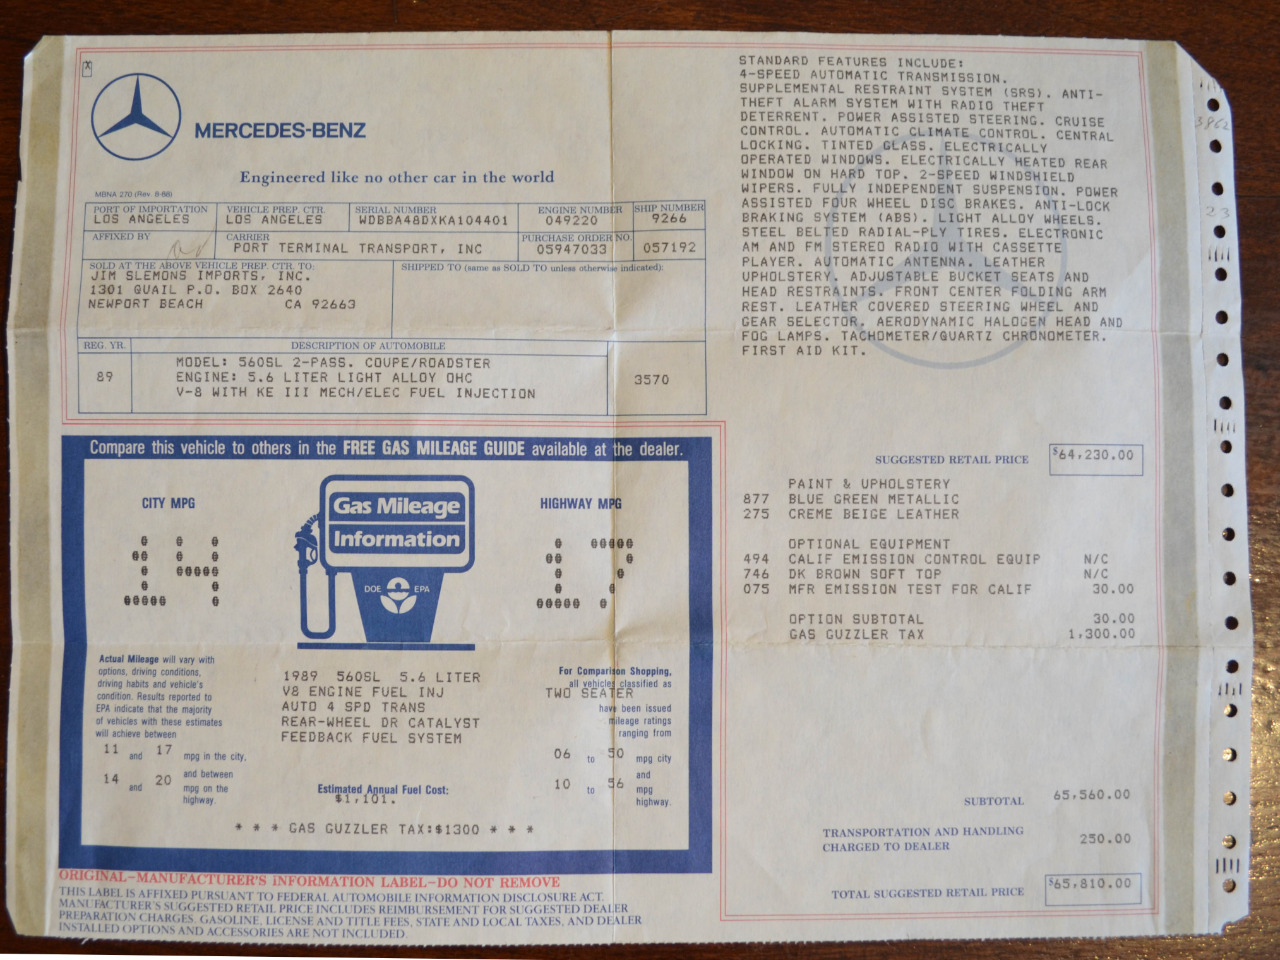 MERCEDES-BENZ
Engineered like no other car in the world
MBNA 270 (Rev. 8-88)
PORT OF IMPORTATION
LOS ANGELES
VEHICLE PREP. CTR.
LOS ANGELES
SERIAL NUMBER
WDBBA48DXKA104401
ENGINE NUMBER
049220
SHIP NUMBER
9266
AFFIXED BY
CARRIER
PORT TERMINAL TRANSPORT, INC
PURCHASE ORDER NO.
05947033
057192
SOLD AT THE ABOVE VEHICLE PREP. CTR. TO:
JIM SLEMONS IMPORTS, INC.
1301 QUAIL P.O. BOX 2640
NEWPORT BEACH CA 92663
SHIPPED TO (same as SOLD TO unless otherwise indicated):
REG. YR.
89
DESCRIPTION OF AUTOMOBILE
MODEL: 560SL 2-PASS. COUPE/ROADSTER
ENGINE: 5.6 LITER LIGHT ALLOY OHC
V-8 WITH KE III MECH/ELEC FUEL INJECTION
3570
Compare this vehicle to others in the FREE GAS MILEAGE GUIDE available at the dealer.
CITY MPG
14
Gas Mileage
Information
DOE EPA
HIGHWAY MPG
17
Actual Mileage will vary with
options, driving conditions,
driving habits and vehicle's
condition. Results reported to
EPA indicate that the majority
of vehicles with these estimates
will achieve between
11 and 17 mpg in the city,
and between
14 and 20 mpg on the
highway.
1989 560SL 5.6 LITER
V8 ENGINE FUEL INJ
AUTO 4 SPD TRANS
REAR-WHEEL DR CATALYST
FEEDBACK FUEL SYSTEM
Estimated Annual Fuel Cost:
$1,101.
For Comparison Shopping,
all vehicles classified as
TWO SEATER
have been issued
mileage ratings
ranging from
06 to 50 mpg city
and
10 to 56 mpg
highway.
* * * GAS GUZZLER TAX:$1300 * * *
ORIGINAL-MANUFACTURER'S INFORMATION LABEL-DO NOT REMOVE
THIS LABEL IS AFFIXED PURSUANT TO FEDERAL AUTOMOBILE INFORMATION DISCLOSURE ACT.
MANUFACTURER'S SUGGESTED RETAIL PRICE INCLUDES REIMBURSEMENT FOR SUGGESTED DEALER
PREPARATION CHARGES. GASOLINE, LICENSE AND TITLE FEES, STATE AND LOCAL TAXES, AND DEALER
INSTALLED OPTIONS AND ACCESSORIES ARE NOT INCLUDED.
STANDARD FEATURES INCLUDE:
4-SPEED AUTOMATIC TRANSMISSION.
SUPPLEMENTAL RESTRAINT SYSTEM (SRS). ANTI-
THEFT ALARM SYSTEM WITH RADIO THEFT
DETERRENT. POWER ASSISTED STEERING. CRUISE
CONTROL. AUTOMATIC CLIMATE CONTROL. CENTRAL
LOCKING. TINTED GLASS. ELECTRICALLY
OPERATED WINDOWS. ELECTRICALLY HEATED REAR
WINDOW ON HARD TOP. 2-SPEED WINDSHIELD
WIPERS. FULLY INDEPENDENT SUSPENSION. POWER
ASSISTED FOUR WHEEL DISC BRAKES. ANTI-LOCK
BRAKING SYSTEM (ABS). LIGHT ALLOY WHEELS.
STEEL BELTED RADIAL-PLY TIRES. ELECTRONIC
AM AND FM STEREO RADIO WITH CASSETTE
PLAYER. AUTOMATIC ANTENNA. LEATHER
UPHOLSTERY. ADJUSTABLE BUCKET SEATS AND
HEAD RESTRAINTS. FRONT CENTER FOLDING ARM
REST. LEATHER COVERED STEERING WHEEL AND
GEAR SELECTOR. AERODYNAMIC HALOGEN HEAD AND
FOG LAMPS. TACHOMETER/QUARTZ CHRONOMETER.
FIRST AID KIT.
SUGGESTED RETAIL PRICE $64,230.00
PAINT & UPHOLSTERY
877 BLUE GREEN METALLIC
275 CREME BEIGE LEATHER
OPTIONAL EQUIPMENT
494 CALIF EMISSION CONTROL EQUIP N/C
746 DK BROWN SOFT TOP N/C
075 MFR EMISSION TEST FOR CALIF 30.00
OPTION SUBTOTAL 30.00
GAS GUZZLER TAX 1,300.00
SUBTOTAL 65,560.00
TRANSPORTATION AND HANDLING
CHARGED TO DEALER 250.00
TOTAL SUGGESTED RETAIL PRICE $65,810.00
23